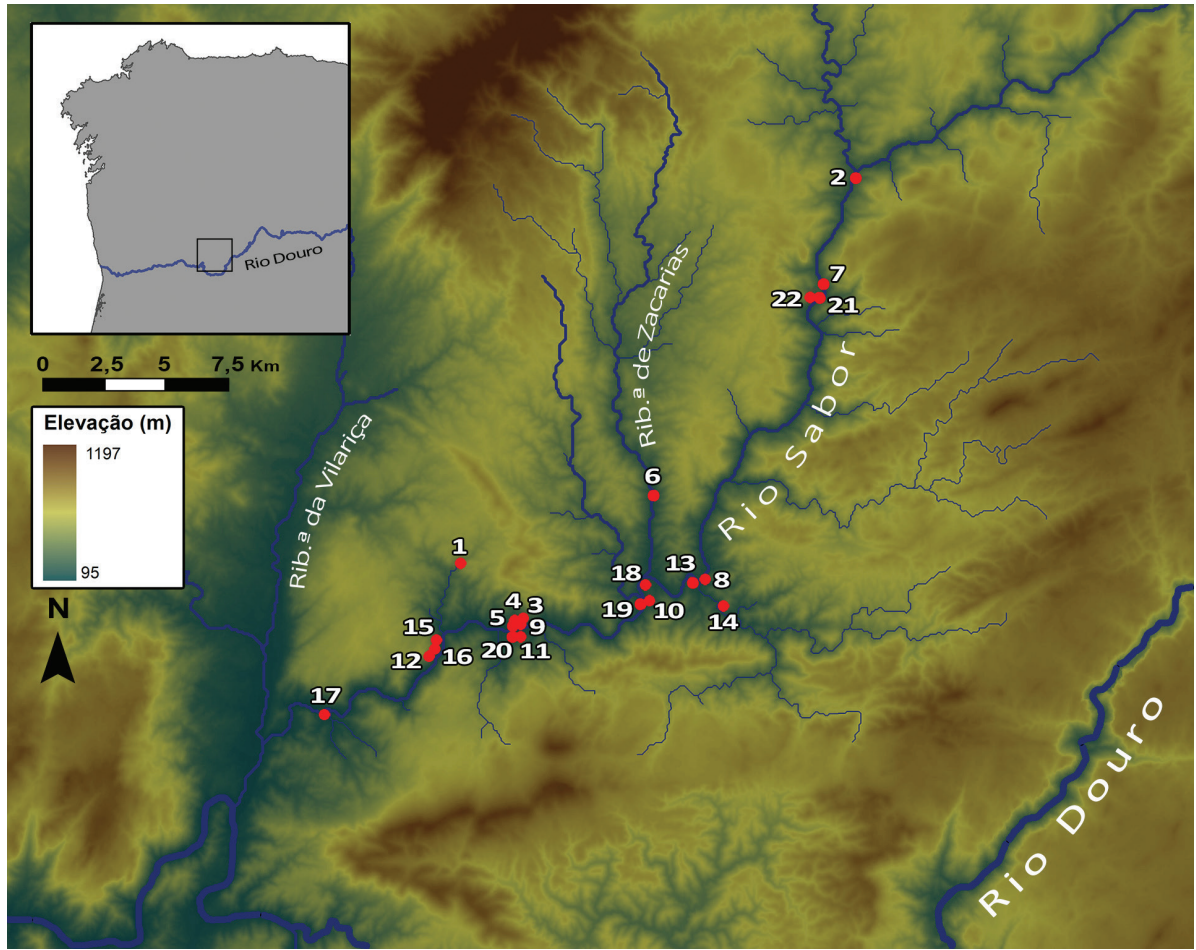 Rio Douro
0 2,5 5 7,5 Km
Elevação (m)
1197
95
N
Rib.ª da Vilariça
Rib.ª de Zacarias
Rio Sabor
Rio Douro
2
7
22 21
6
1
13
8
18
19 10
14
4 3
5 9
20 11
15
12 16
17